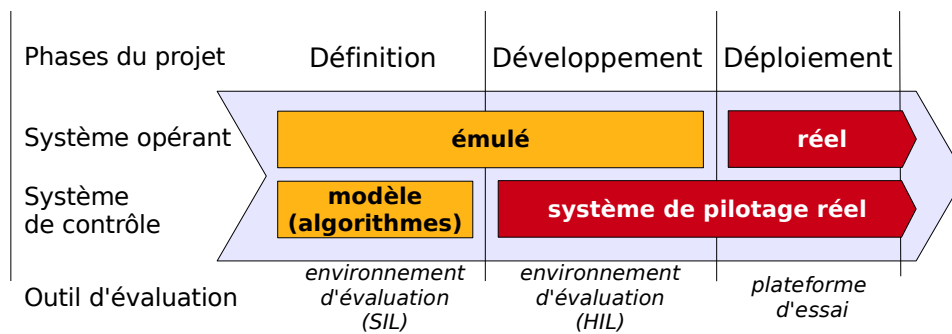 Phases du projet
Définition
Développement
Déploiement
Système opérant
émulé
réel
Système
de contrôle
modèle
(algorithmes)
système de pilotage réel
Outil d'évaluation
environnement
d'évaluation
(SIL)
environnement
d'évaluation
(HIL)
plateforme
d'essai